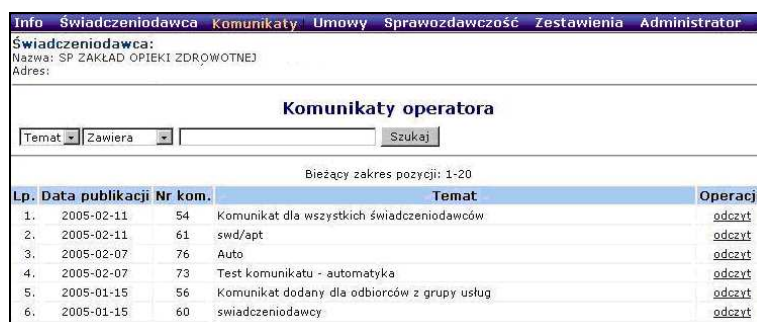 Info Świadczeniodawca Komunikaty Umowy Sprawozdawczość Zestawienia Administrator
Świadczeniodawca:
Nazwa: SP ZAKŁAD OPIEKI ZDROWOTNEJ
Adres:
Komunikaty operatora
Temat Zawiera Szukaj
Bieżący zakres pozycji: 1-20
Lp. Data publikacji Nr kom. Temat Operacj
1. 2005-02-11 54 Komunikat dla wszystkich świadczeniodawców odczyt
2. 2005-02-11 61 swd/apt odczyt
3. 2005-02-07 76 Auto odczyt
4. 2005-02-07 73 Test komunikatu - automatyka odczyt
5. 2005-01-15 56 Komunikat dodany dla odbiorców z grupy usług odczyt
6. 2005-01-15 60 swiadczeniodawcy odczyt